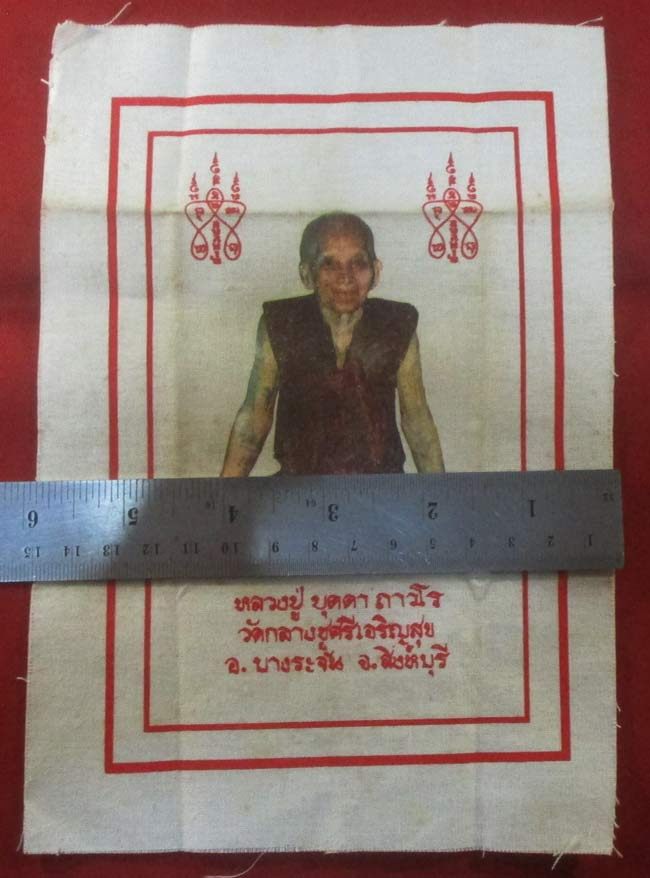 6 5 4 3 2 1
15 14 13 12 11 10 9 8 7 6 5 4 3 2 1
หลวงปู่ บุดดา ถาวโร
วัดกลางชูศรีเจริญสุข
อ. บางระจัน จ. สิงห์บุรี